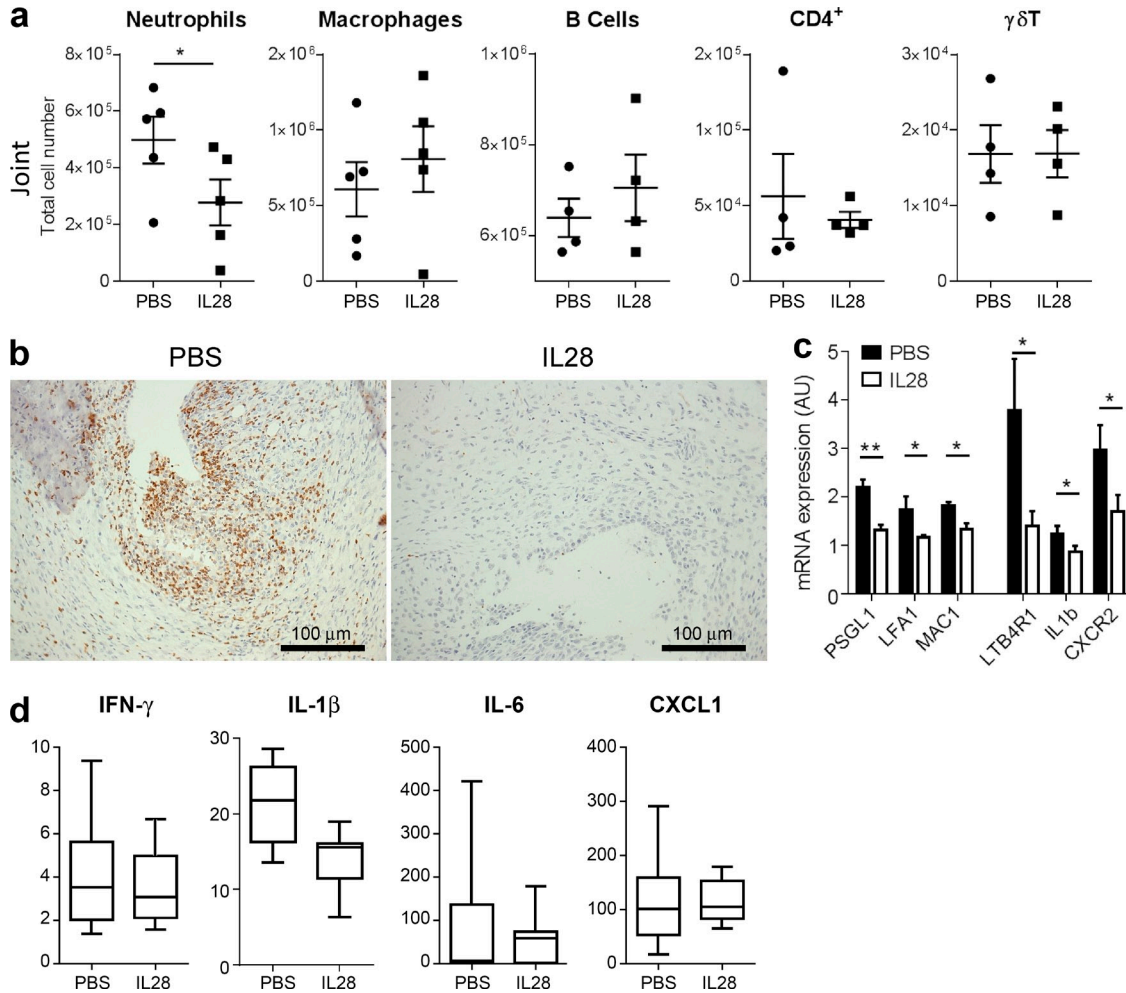 a
Neutrophils
Macrophages
B Cells
CD4⁺
γδT
Joint
Total cell number
8×10⁵
6×10⁵
4×10⁵
2×10⁵
0
*
PBS
IL28
2×10⁶
1×10⁶
5×10⁵
0
PBS
IL28
1×10⁶
8×10⁵
6×10⁵
PBS
IL28
2×10⁵
1×10⁵
5×10⁴
0
PBS
IL28
3×10⁴
2×10⁴
1×10⁴
0
PBS
IL28
b
PBS
IL28
100 μm
100 μm
c
mRNA expression (AU)
5
4
3
2
1
0
PBS
IL28
**
*
*
*
*
*
PSGL1
LFA1
MAC1
LTB4R1
IL1b
CXCR2
d
IFN-γ
10
8
6
4
2
0
PBS
IL28
IL-1β
30
20
10
0
PBS
IL28
IL-6
500
400
300
200
100
0
PBS
IL28
CXCL1
400
300
200
100
0
PBS
IL28